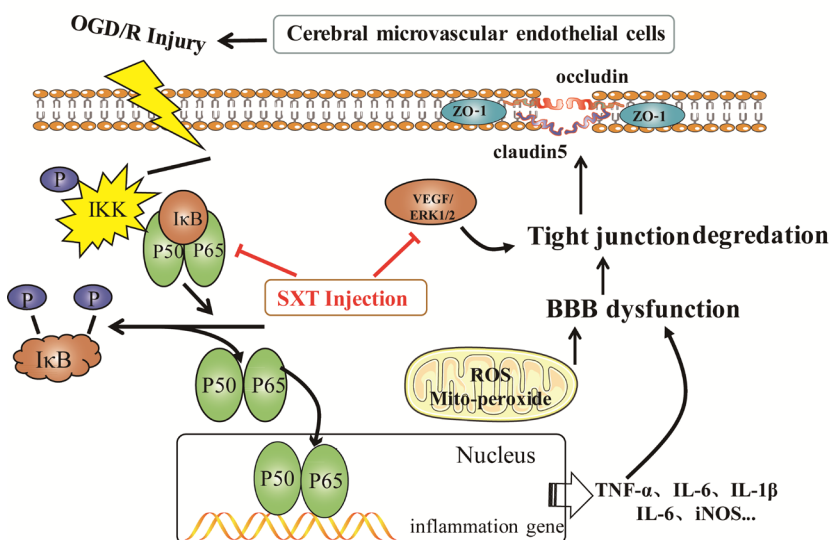 OGD/R Injury
Cerebral microvascular endothelial cells
occludin
ZO-1
ZO-1
claudin5
P
IKK
IκB
P50 P65
VEGF/
ERK1/2
Tight junctiondegredation
SXT Injection
BBB dysfunction
P
P
IκB
P50 P65
ROS
Mito-peroxide
Nucleus
P50 P65
TNF-α、IL-6、IL-1β
IL-6、iNOS...
inflammation gene